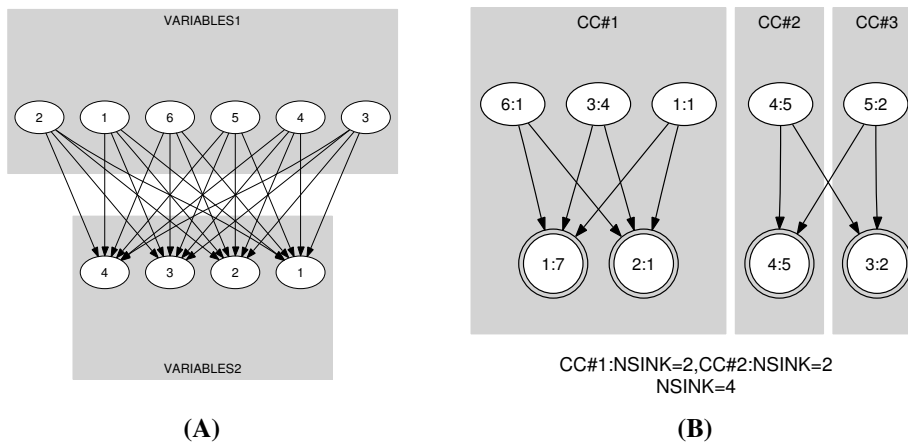 VARIABLES1
2 1 6 5 4 3
4 3 2 1
VARIABLES2
(A)
CC#1 CC#2 CC#3
6:1 3:4 1:1 4:5 5:2
1:7 2:1 4:5 3:2
CC#1:NSINK=2,CC#2:NSINK=2
NSINK=4
(B)